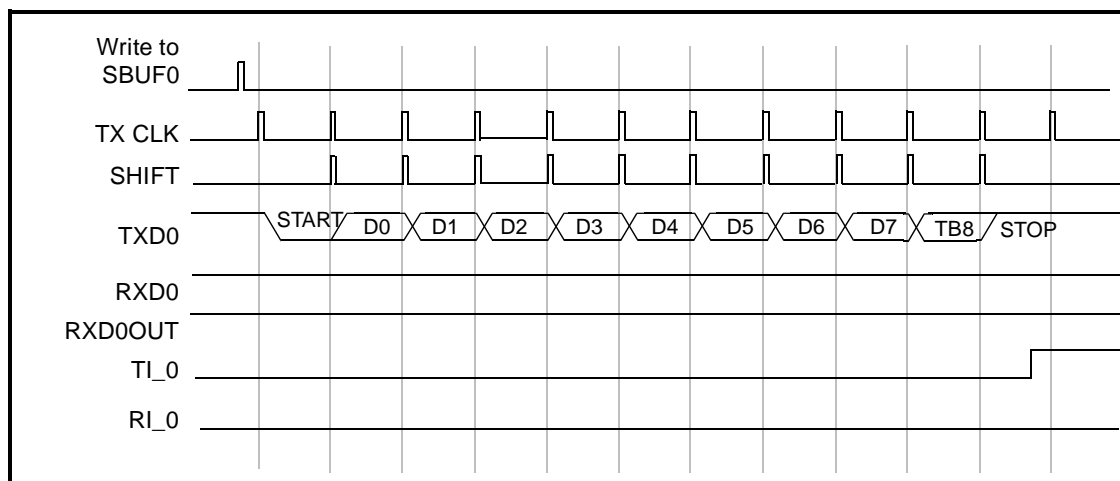 Write to
SBUF0
TX CLK
SHIFT
TXD0
START D0 D1 D2 D3 D4 D5 D6 D7 TB8 STOP
RXD0
RXD0OUT
TI_0
RI_0